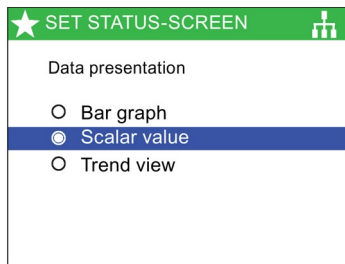 SET STATUS-SCREEN
Data presentation
Bar graph
Scalar value
Trend view